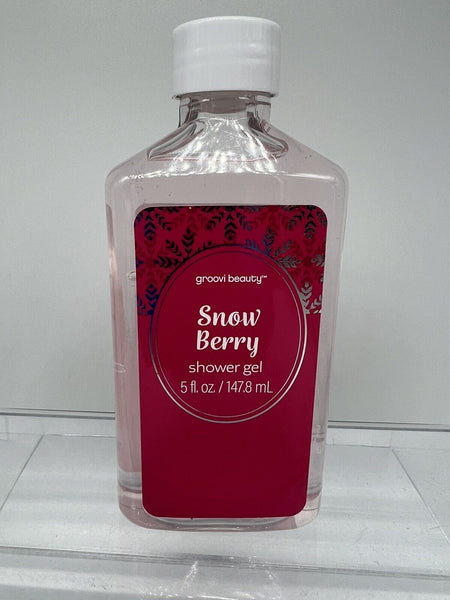 groovi beauty™
Snow
Berry
shower gel
5 fl. oz. / 147.8 mL